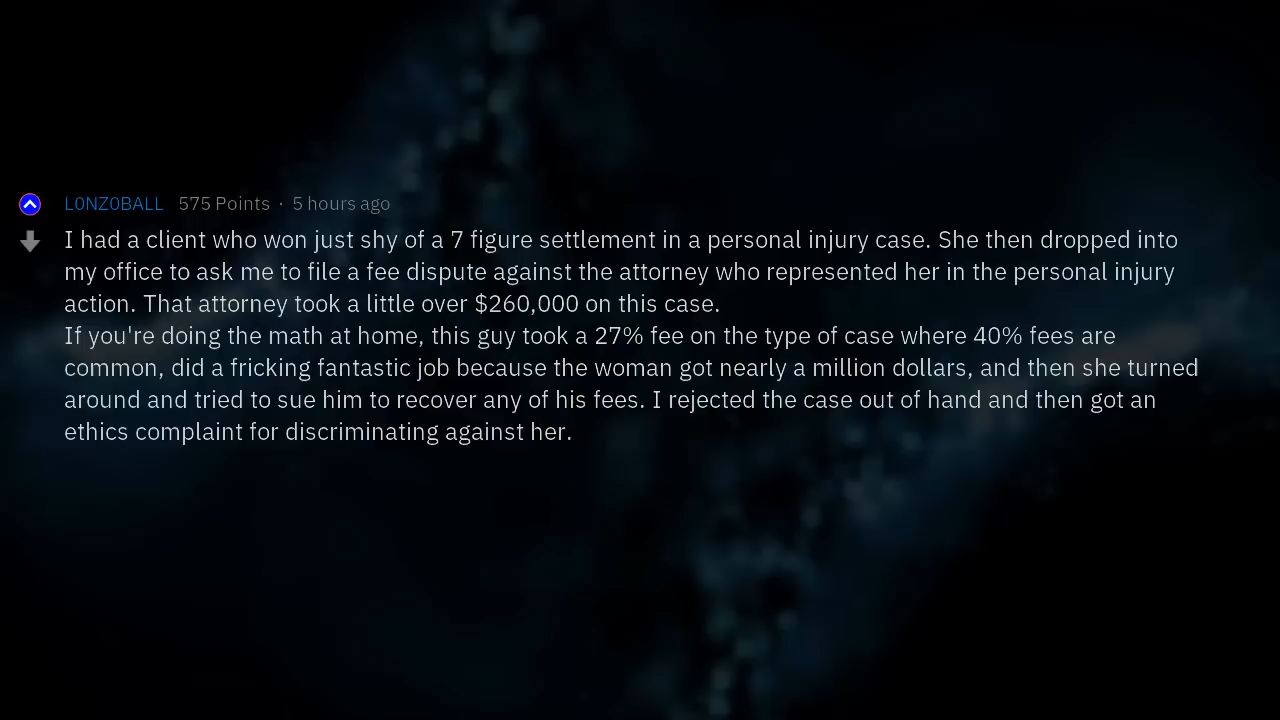 L0NZ0BALL 575 Points · 5 hours ago
I had a client who won just shy of a 7 figure settlement in a personal injury case. She then dropped into
my office to ask me to file a fee dispute against the attorney who represented her in the personal injury
action. That attorney took a little over $260,000 on this case.
If you're doing the math at home, this guy took a 27% fee on the type of case where 40% fees are
common, did a fricking fantastic job because the woman got nearly a million dollars, and then she turned
around and tried to sue him to recover any of his fees. I rejected the case out of hand and then got an
ethics complaint for discriminating against her.